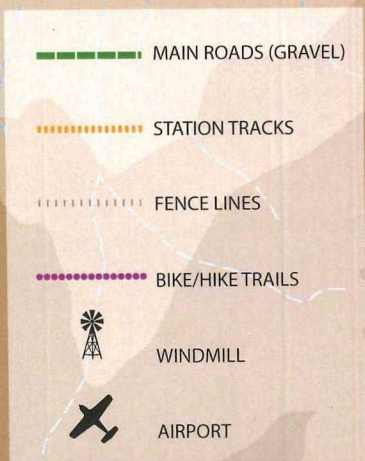 MAIN ROADS (GRAVEL)
STATION TRACKS
FENCE LINES
BIKE/HIKE TRAILS
WINDMILL
AIRPORT